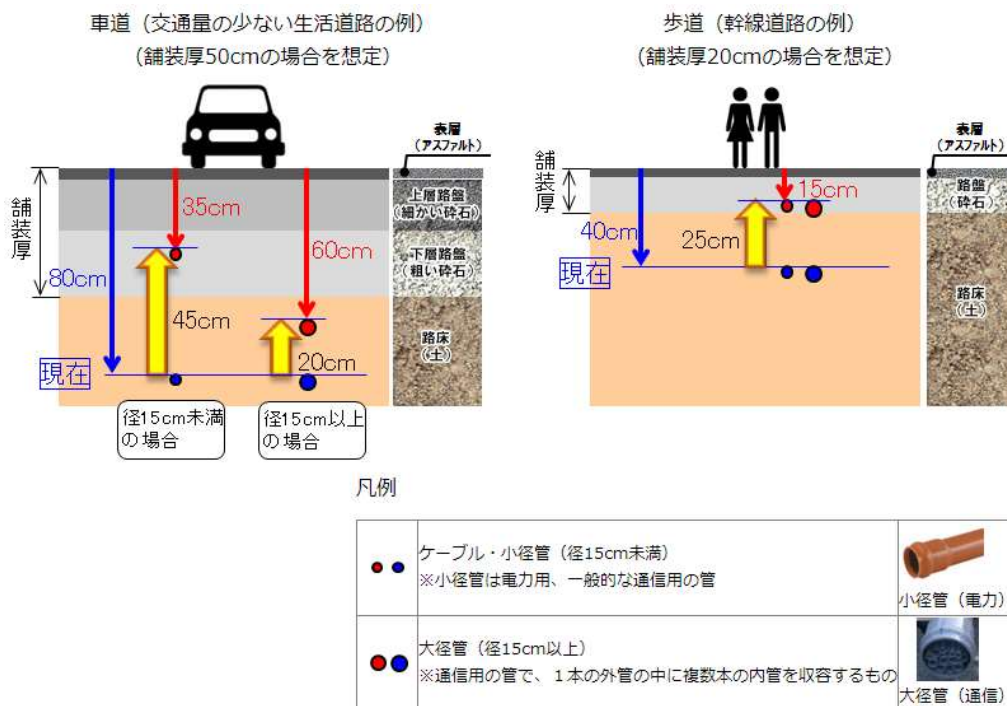 車道（交通量の少ない生活道路の例）
（舗装厚50cmの場合を想定）
表層
（アスファルト）
舗装厚
上層路盤
（細かい砕石）
35cm
下層路盤
（粗い砕石）
60cm
80cm
45cm
路床
（土）
20cm
現在
径15cm未満
の場合
径15cm以上
の場合
歩道（幹線道路の例）
（舗装厚20cmの場合を想定）
表層
（アスファルト）
舗装厚
15cm
路盤
（砕石）
40cm
25cm
現在
路床
（土）
凡例
ケーブル・小径管（径15cm未満）
※小径管は電力用、一般的な通信用の管
小径管（電力）
大径管（径15cm以上）
※通信用の管で、１本の外管の中に複数本の内管を収容するもの
大径管（通信）